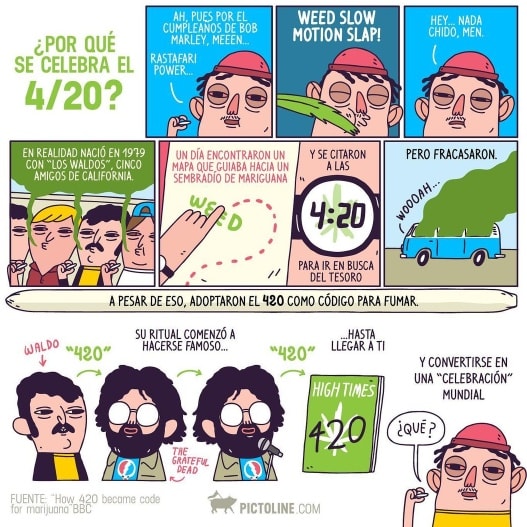 ¿POR QUÉ
SE CELEBRA EL
4/20?
AH, PUES POR EL
CUMPLEAÑOS DE BOB
MARLEY, MEEEN...
RASTAFARI
POWER...
WEED SLOW
MOTION SLAP!
HEY... NADA
CHIDO, MEN.
EN REALIDAD NACIÓ EN 1979
CON "LOS WALDOS", CINCO
AMIGOS DE CALIFORNIA.
UN DÍA ENCONTRARON UN
MAPA QUE GUIABA HACIA UN
SEMBRADÍO DE MARIGUANA
WEED
Y SE CITARON
A LAS
4:20
PARA IR EN BUSCA
DEL TESORO
PERO FRACASARON.
WOOOAH...
A PESAR DE ESO, ADOPTARON EL 420 COMO CÓDIGO PARA FUMAR.
WALDO
"420"
SU RITUAL COMENZÓ A
HACERSE FAMOSO...
THE GRATEFUL
DEAD
"420"
...HASTA
LLEGAR A TI
HIGH TIMES
420
Y CONVERTIRSE EN
UNA "CELEBRACIÓN"
MUNDIAL
¿QUÉ?
FUENTE: "How 420 became code
for marijuana" BBC
PICTOLINE.COM